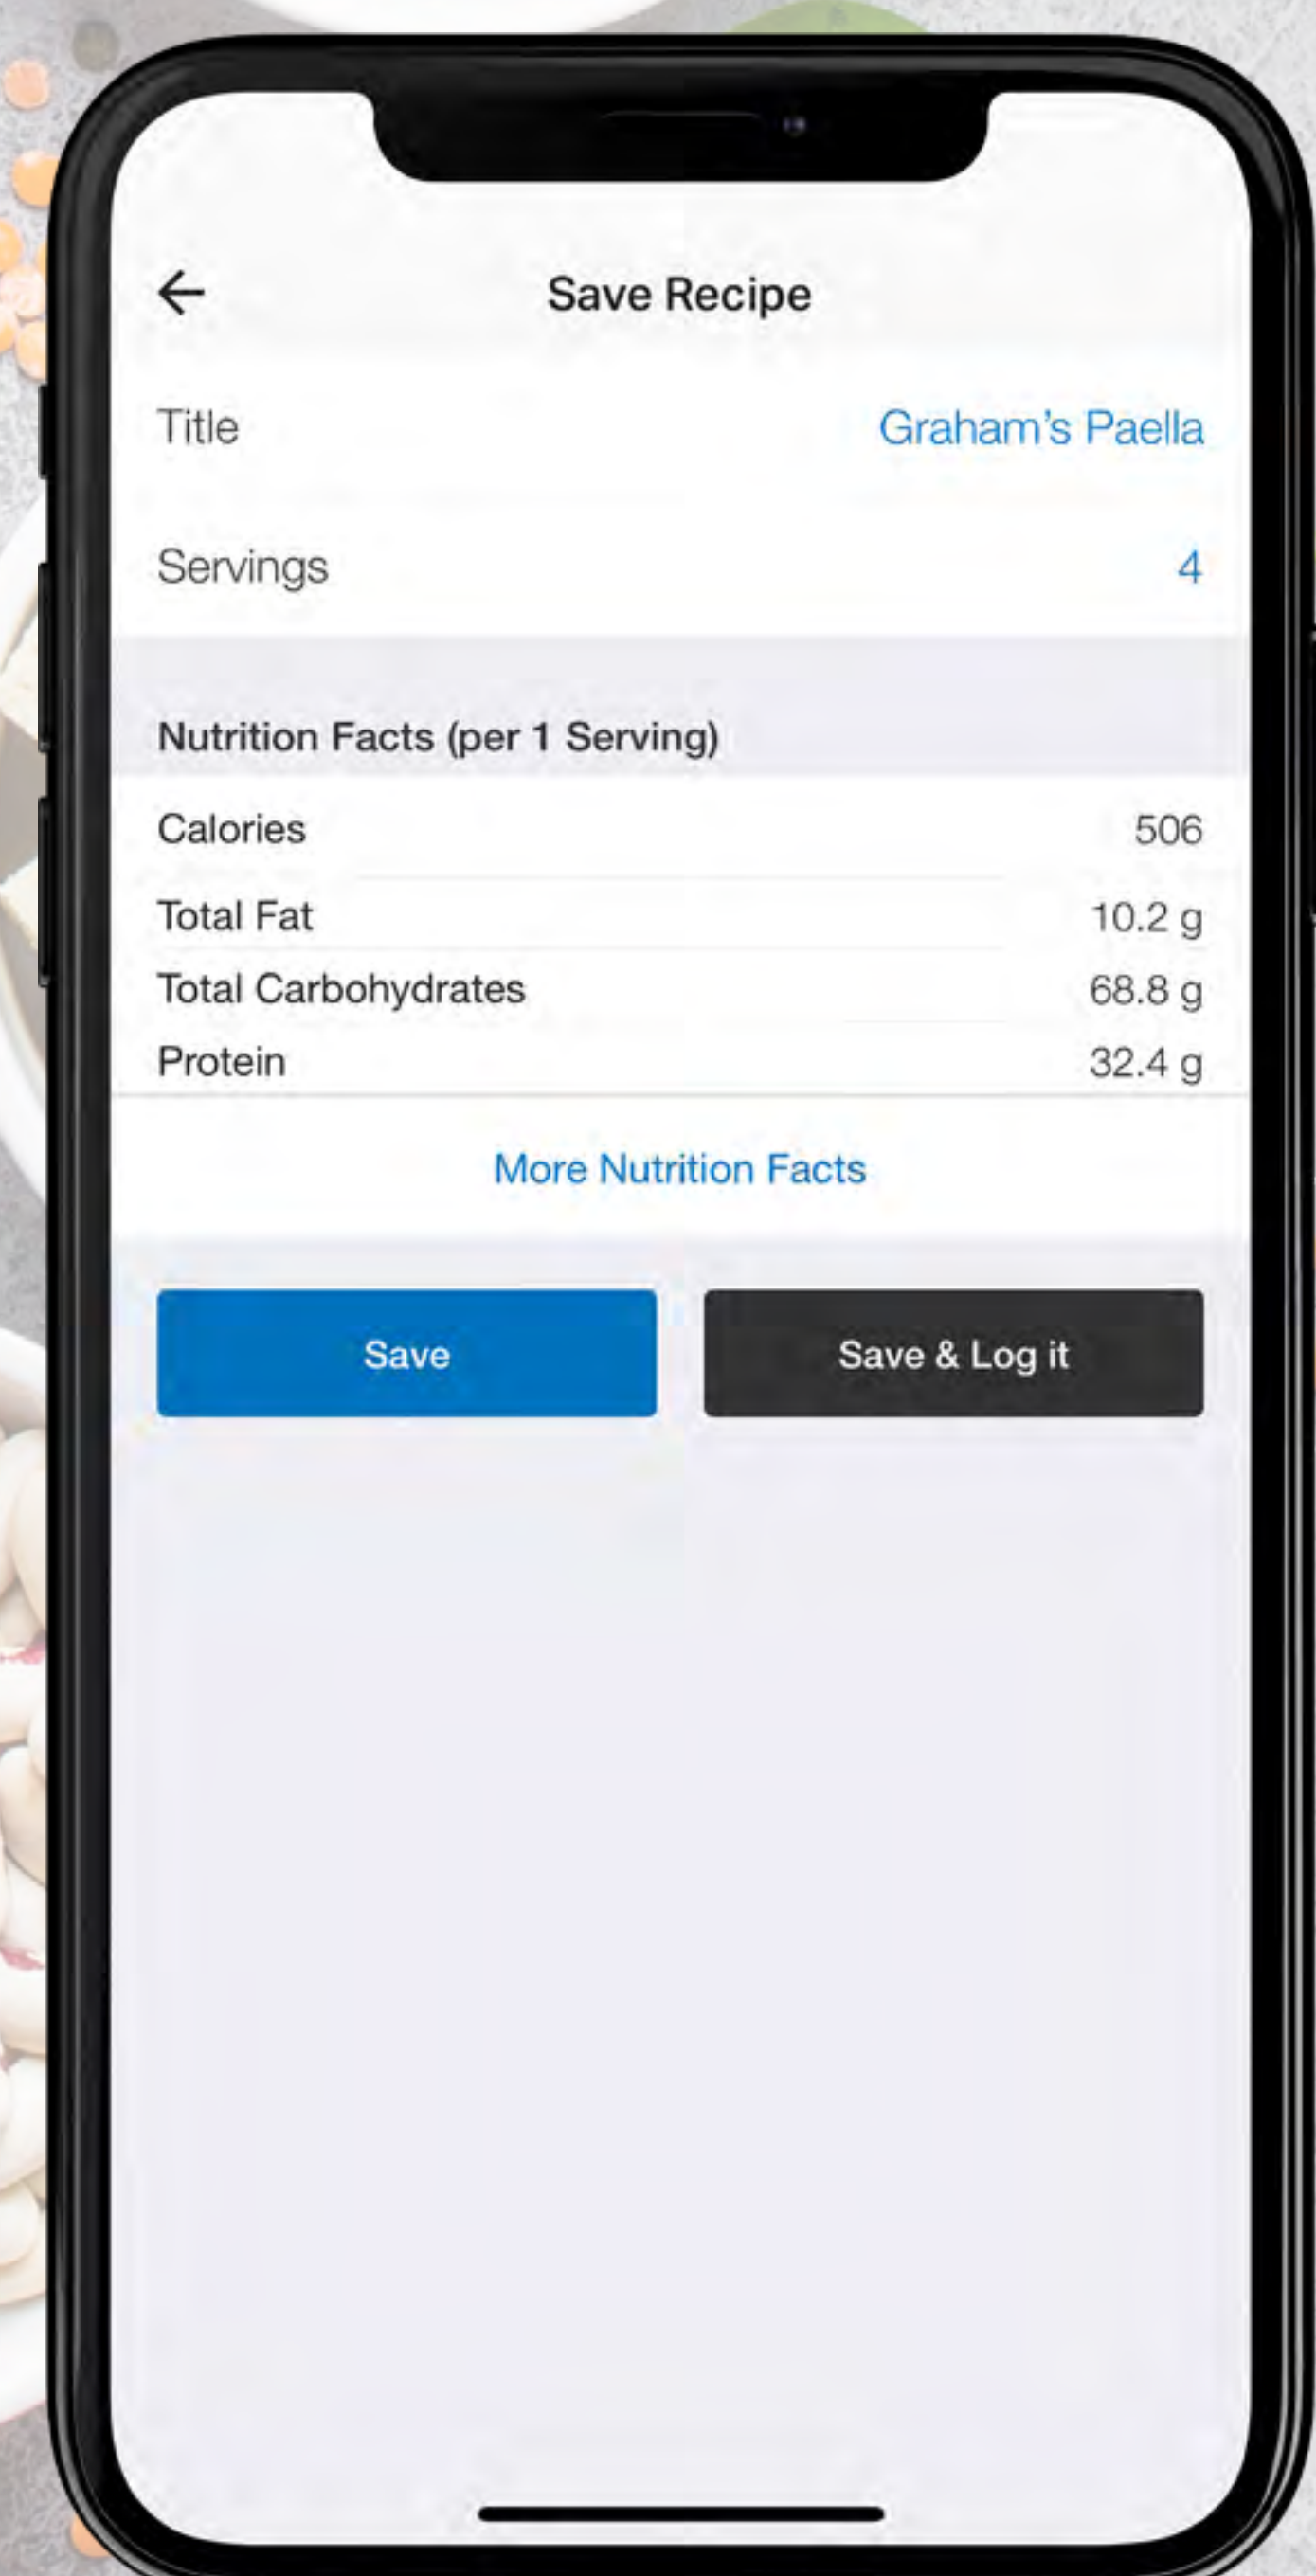 Save Recipe
Title Graham's Paella
Servings 4
Nutrition Facts (per 1 Serving)
Calories 506
Total Fat 10.2 g
Total Carbohydrates 68.8 g
Protein 32.4 g
More Nutrition Facts
Save Save & Log it